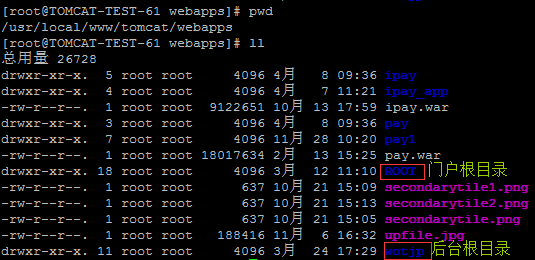 [root@TOMCAT-TEST-61 webapps]# pwd
/usr/local/www/tomcat/webapps
[root@TOMCAT-TEST-61 webapps]# ll
总用量 26728
drwxr-xr-x. 5 root root 4096 4月 8 09:36 ipay
drwxr-xr-x. 4 root root 4096 4月 7 11:21 ipay_app
-rw-r--r--. 1 root root 9122651 10月 13 17:59 ipay.war
drwxr-xr-x. 3 root root 4096 4月 8 09:36 pay
drwxr-xr-x. 7 root root 4096 11月 28 10:20 pay1
-rw-r--r--. 1 root root 18017634 2月 13 15:25 pay.war
drwxr-xr-x. 18 root root 4096 3月 12 11:10 ROOT 门户根目录
-rw-r--r--. 1 root root 637 10月 21 15:09 secondarytile1.png
-rw-r--r--. 1 root root 637 10月 21 15:13 secondarytile2.png
-rw-r--r--. 1 root root 637 10月 21 15:05 secondarytile.png
-rw-r--r--. 1 root root 188416 11月 6 16:32 upfile.jpg
drwxr-xr-x. 11 root root 4096 3月 24 17:29 后台根目录